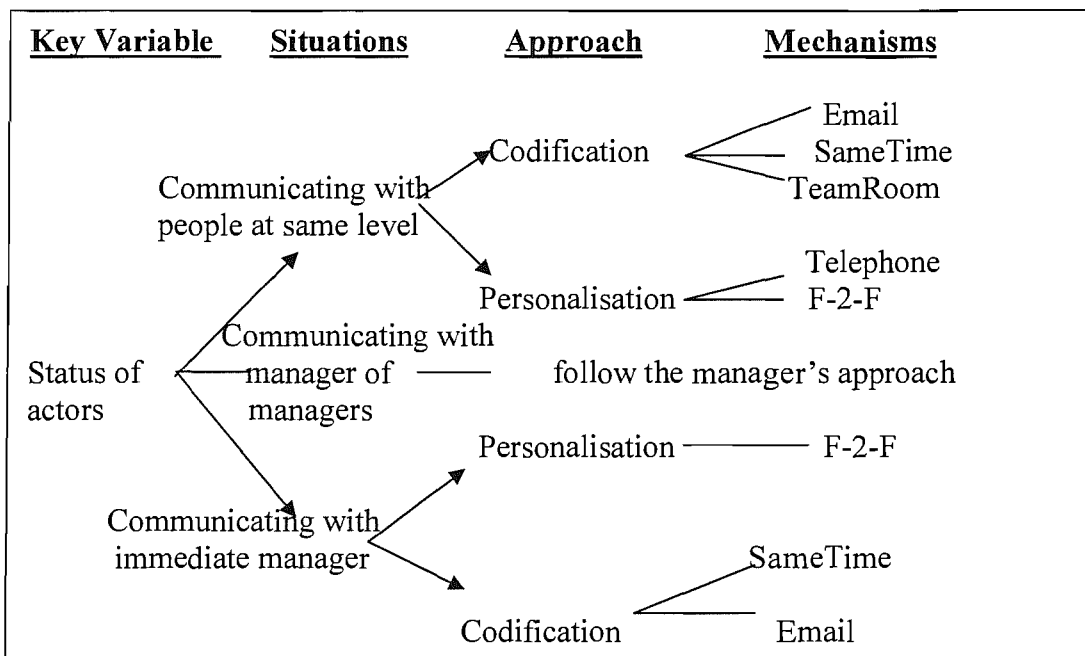 Key Variable Situations Approach Mechanisms
Email
Codification SameTime
Communicating with TeamRoom
people at same level
Telephone
Personalisation F-2-F
Communicating with
Status of manager of follow the manager's approach
actors managers
Personalisation F-2-F
Communicating with
immediate manager SameTime
Codification Email